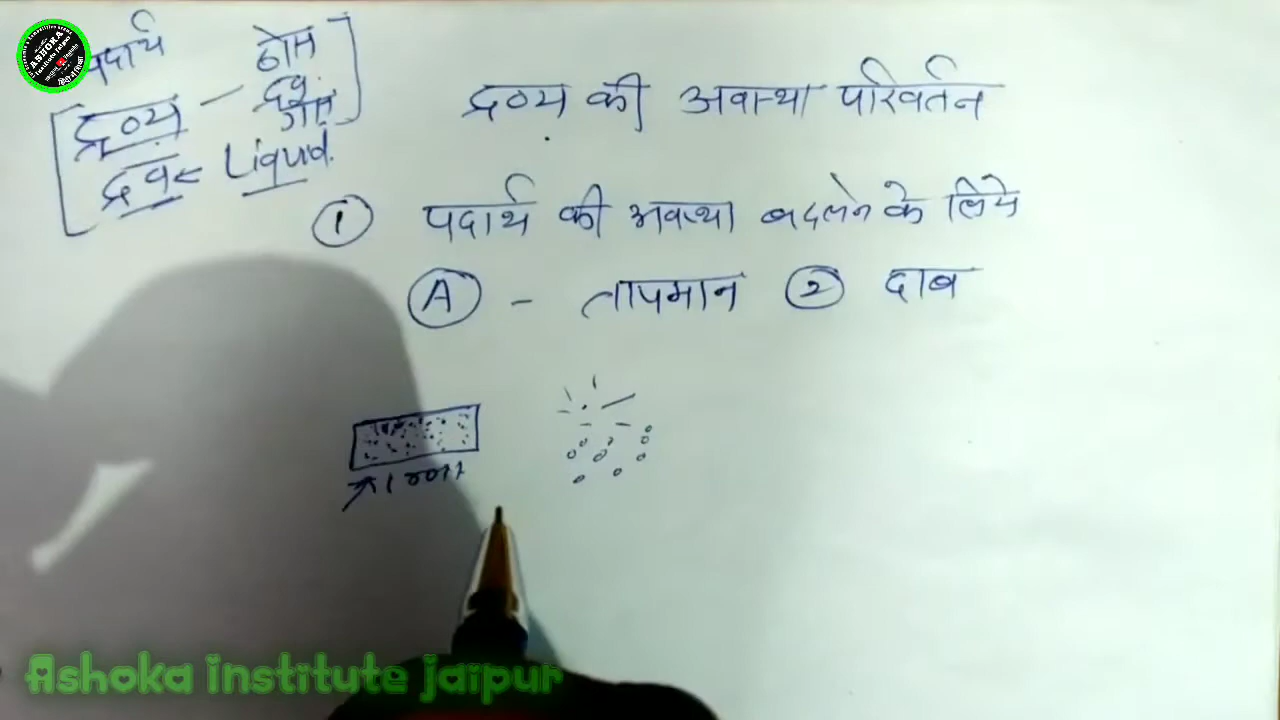 पदार्थ
द्रव्य - ठोस
द्रव
गैस
द्रव ← Liquid.
द्रव्य की अवस्था परिवर्तन
① पदार्थ की अवस्था बदलने के लिये
Ⓐ - तापमान ② दाब
Ashoka institute jaipur